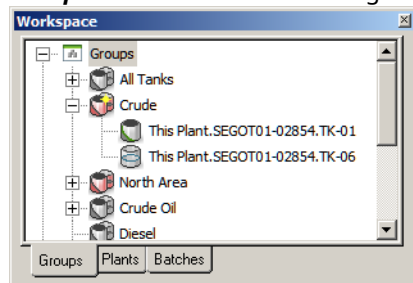 Workspace
Groups
All Tanks
Crude
This Plant.SEGOT01-02854.TK-01
This Plant.SEGOT01-02854.TK-06
North Area
Crude Oil
Diesel
Groups Plants Batches